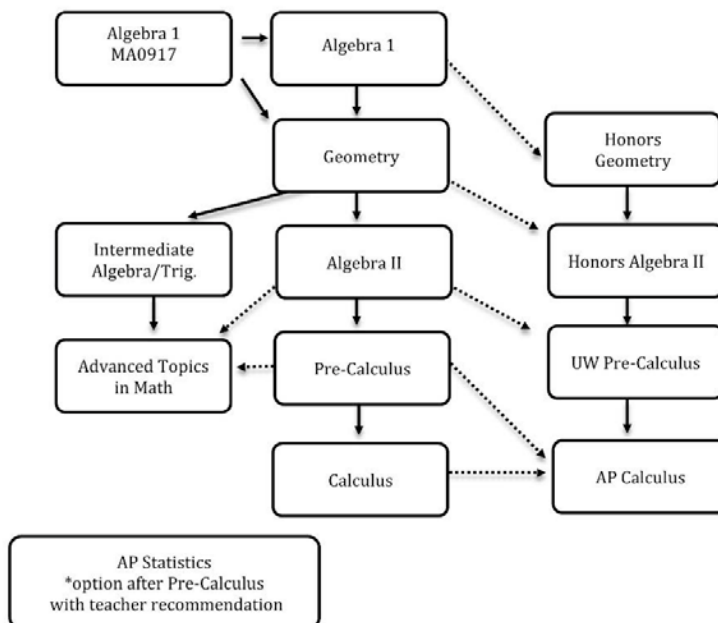 Algebra 1
MA0917
Algebra 1
Geometry
Honors
Geometry
Intermediate
Algebra/Trig.
Algebra II
Honors Algebra II
Advanced Topics
in Math
Pre-Calculus
UW Pre-Calculus
Calculus
AP Calculus
AP Statistics
*option after Pre-Calculus
with teacher recommendation